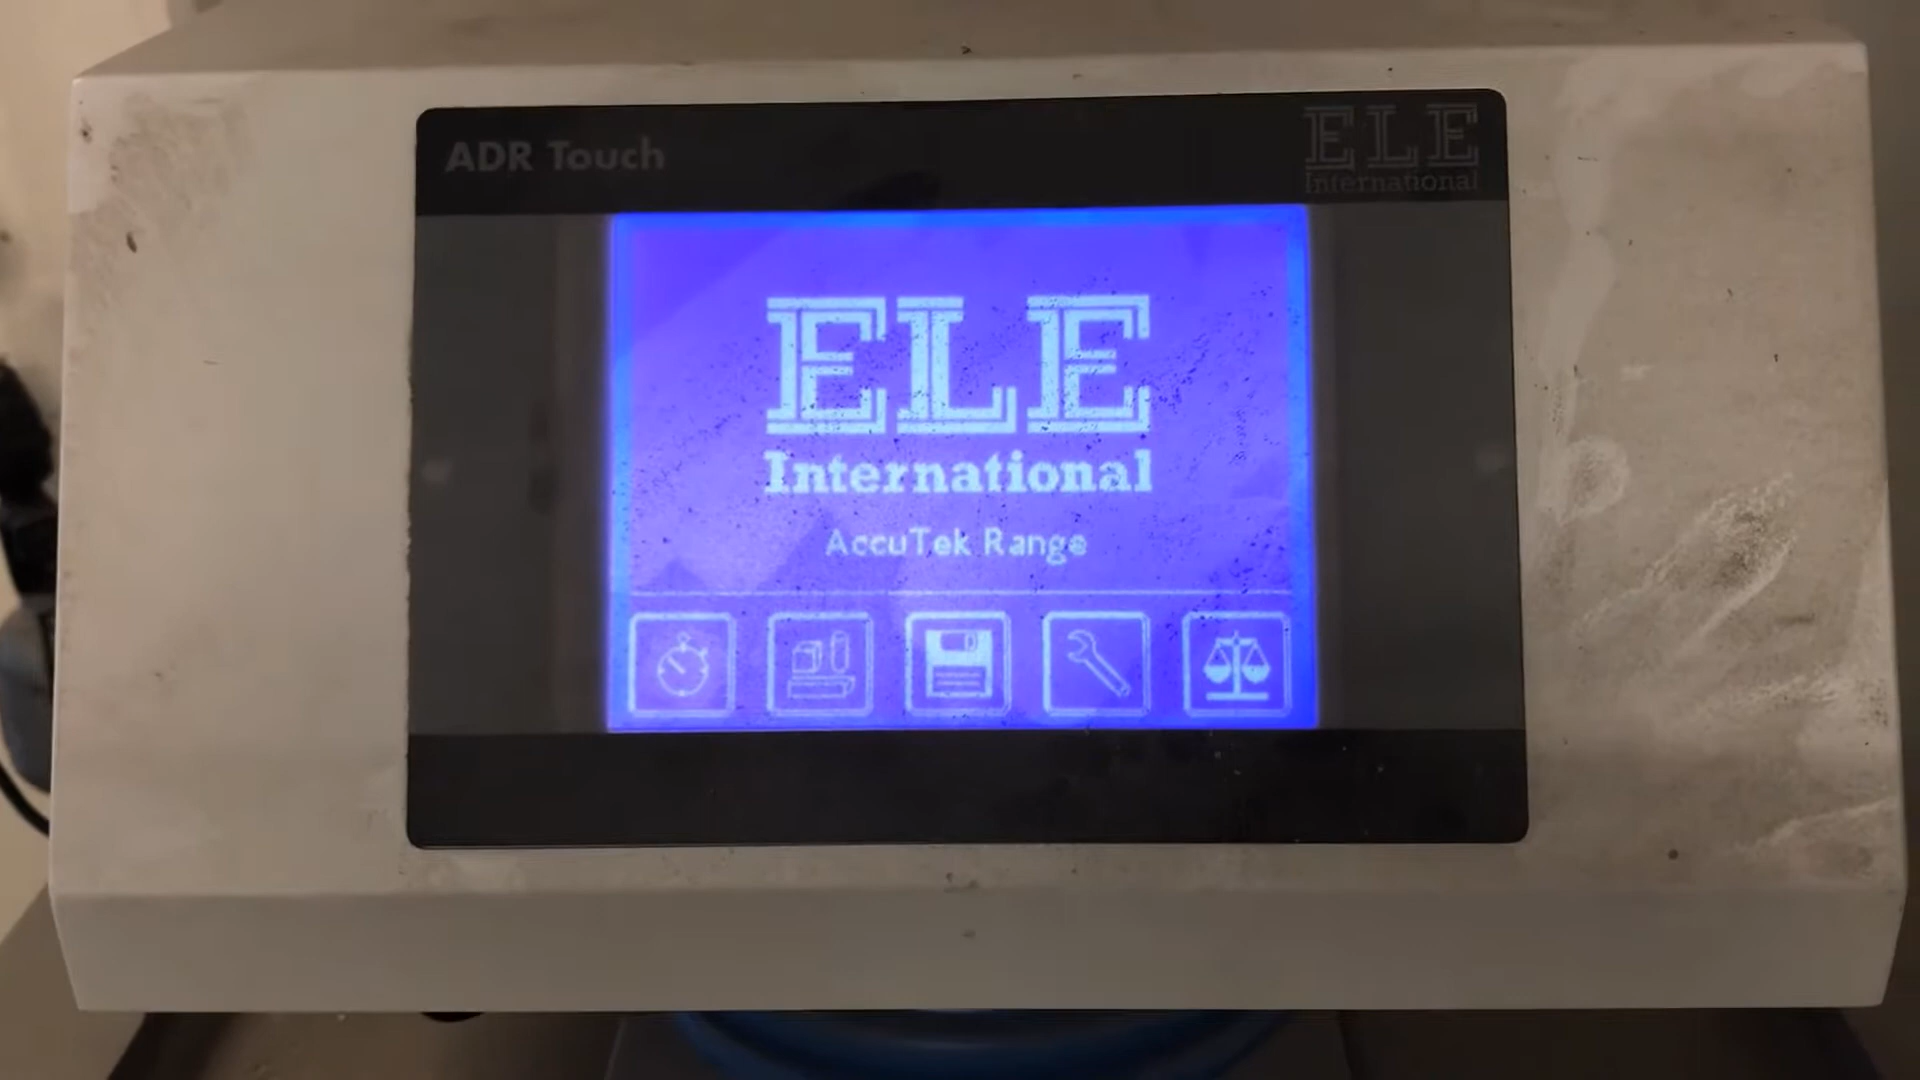 ADR Touch
ELE
International
ELE
International
AccuTek Range